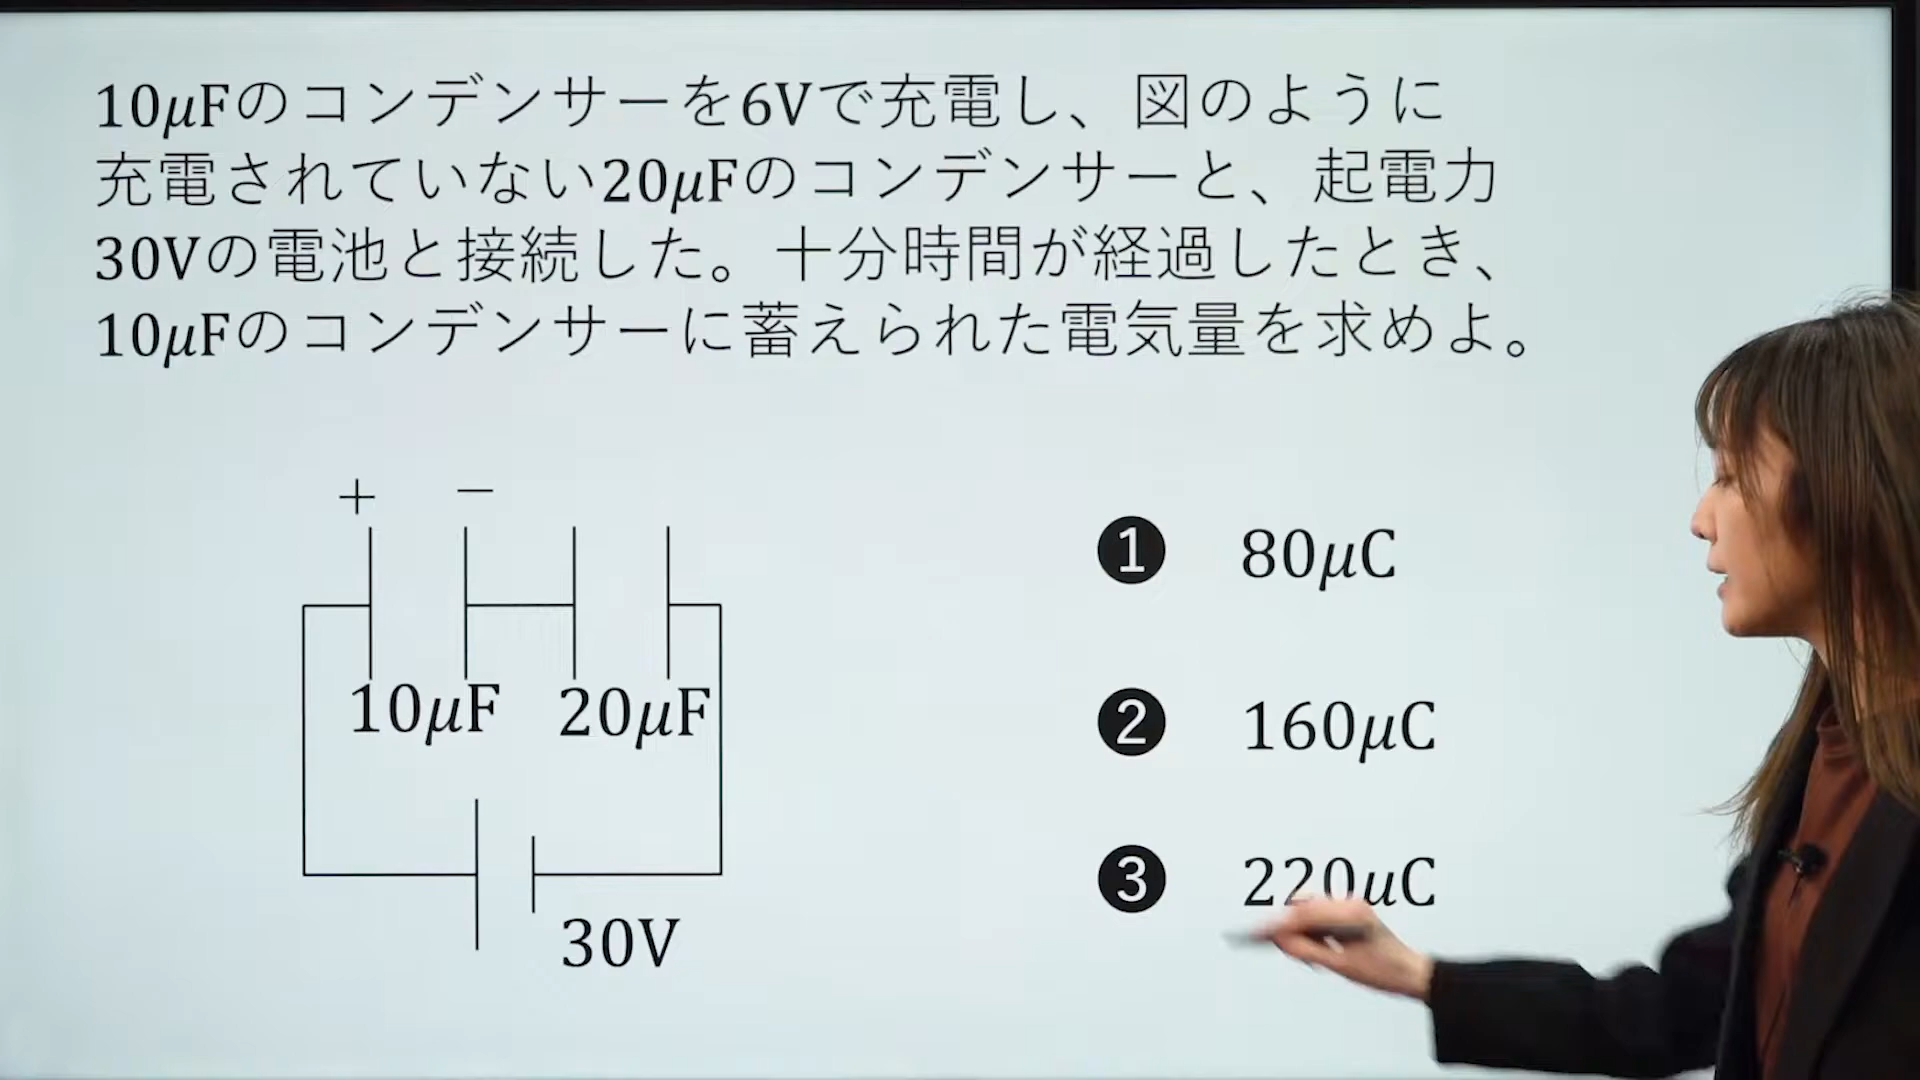 10μFのコンデンサーを6Vで充電し、図のように
充電されていない20μFのコンデンサーと、起電力
30Vの電池と接続した。十分時間が経過したとき、
10μFのコンデンサーに蓄えられた電気量を求めよ。
+ −
10μF 20μF
30V
❶ 80μC
❷ 160μC
❸ 220μC